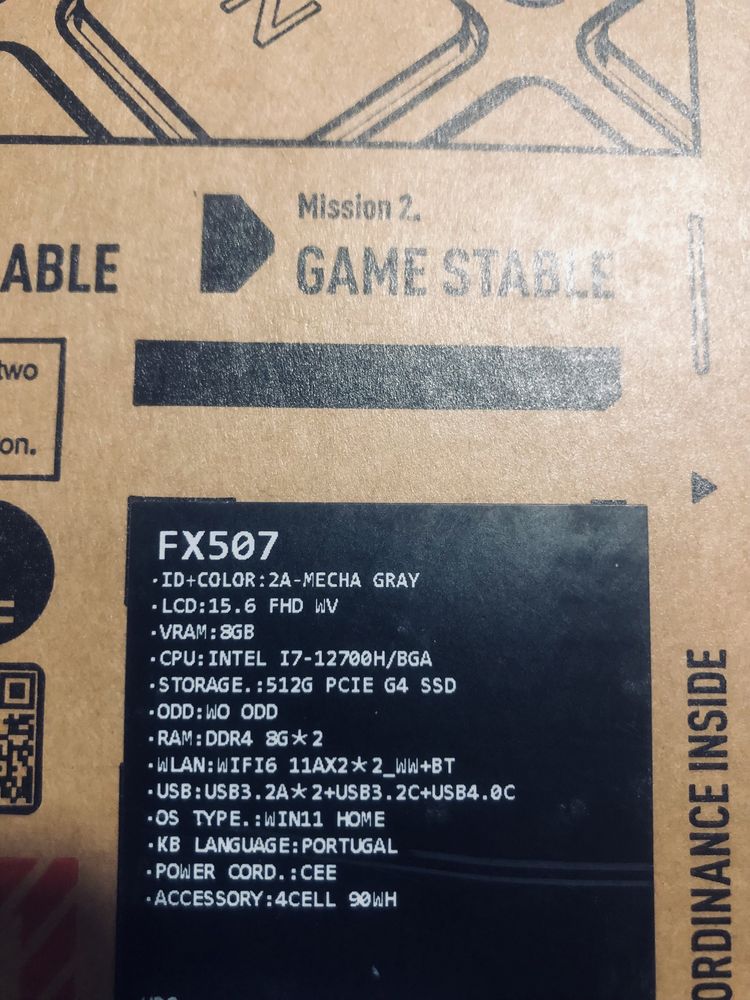 Mission 2.
ABLE
GAME STABLE
two
on.
FX507
·ID+COLOR:2A-MECHA GRAY
·LCD:15.6 FHD WV
·VRAM:8GB
·CPU:INTEL I7-12700H/BGA
·STORAGE.:512G PCIE G4 SSD
·ODD:WO ODD
·RAM:DDR4 8G*2
·WLAN:WIFI6 11AX2*2_WW+BT
·USB:USB3.2A*2+USB3.2C+USB4.0C
·OS TYPE.:WIN11 HOME
·KB LANGUAGE:PORTUGAL
·POWER CORD.:CEE
·ACCESSORY:4CELL 90WH
ORDINANCE INSIDE